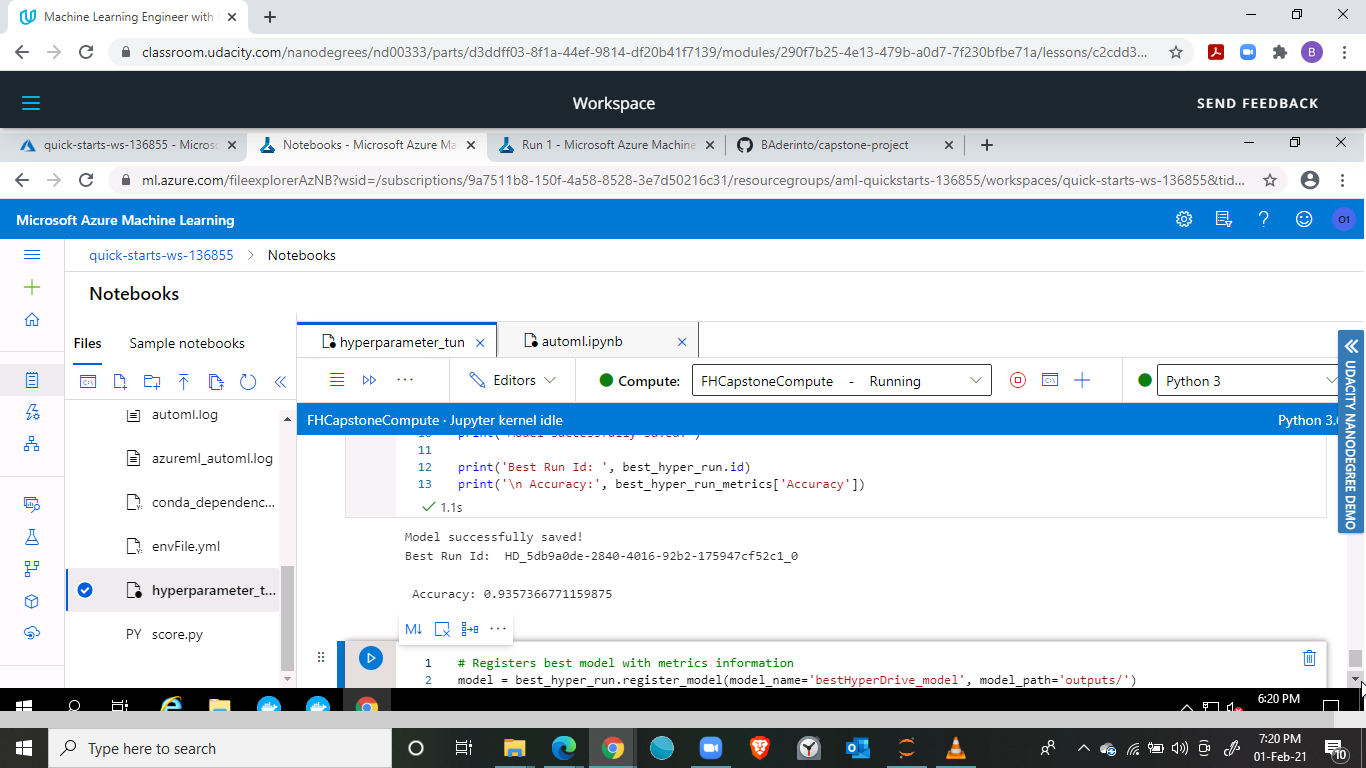 Machine Learning Engineer with
classroom.udacity.com/nanodegrees/nd00333/parts/d3ddff03-8f1a-44ef-9814-df20b41f7139/modules/290f7b25-4e13-479b-a0d7-7f230bfbe71a/lessons/c2cdd3...
B
Workspace
SEND FEEDBACK
quick-starts-ws-136855 - Micros
Notebooks - Microsoft Azure Ma
Run 1 - Microsoft Azure Machine
BAderinto/capstone-project
ml.azure.com/fileexplorerAzNB?wsid=/subscriptions/9a7511b8-150f-4a58-8528-3e7d50216c31/resourcegroups/aml-quickstarts-136855/workspaces/quick-starts-ws-136855&tid...
Microsoft Azure Machine Learning
O1
quick-starts-ws-136855 > Notebooks
Notebooks
Files
Sample notebooks
hyperparameter_tun
automl.ipynb
Editors
Compute:
FHCapstoneCompute - Running
Python 3
FHCapstoneCompute · Jupyter kernel idle
Python 3.
UDACITY NANODEGREE DEMO
automl.log
azureml_automl.log
conda_dependenc...
envFile.yml
hyperparameter_t...
PY score.py
10 print('Model successfully saved!')
11
12 print('Best Run Id: ', best_hyper_run.id)
13 print('\n Accuracy:', best_hyper_run_metrics['Accuracy'])
1.1s
Model successfully saved!
Best Run Id: HD_5db9a0de-2840-4016-92b2-175947cf52c1_0
Accuracy: 0.9357366771159875
M↓
1 # Registers best model with metrics information
2 model = best_hyper_run.register_model(model_name='bestHyperDrive_model', model_path='outputs/')
6:20 PM
Type here to search
7:20 PM
01-Feb-21
10